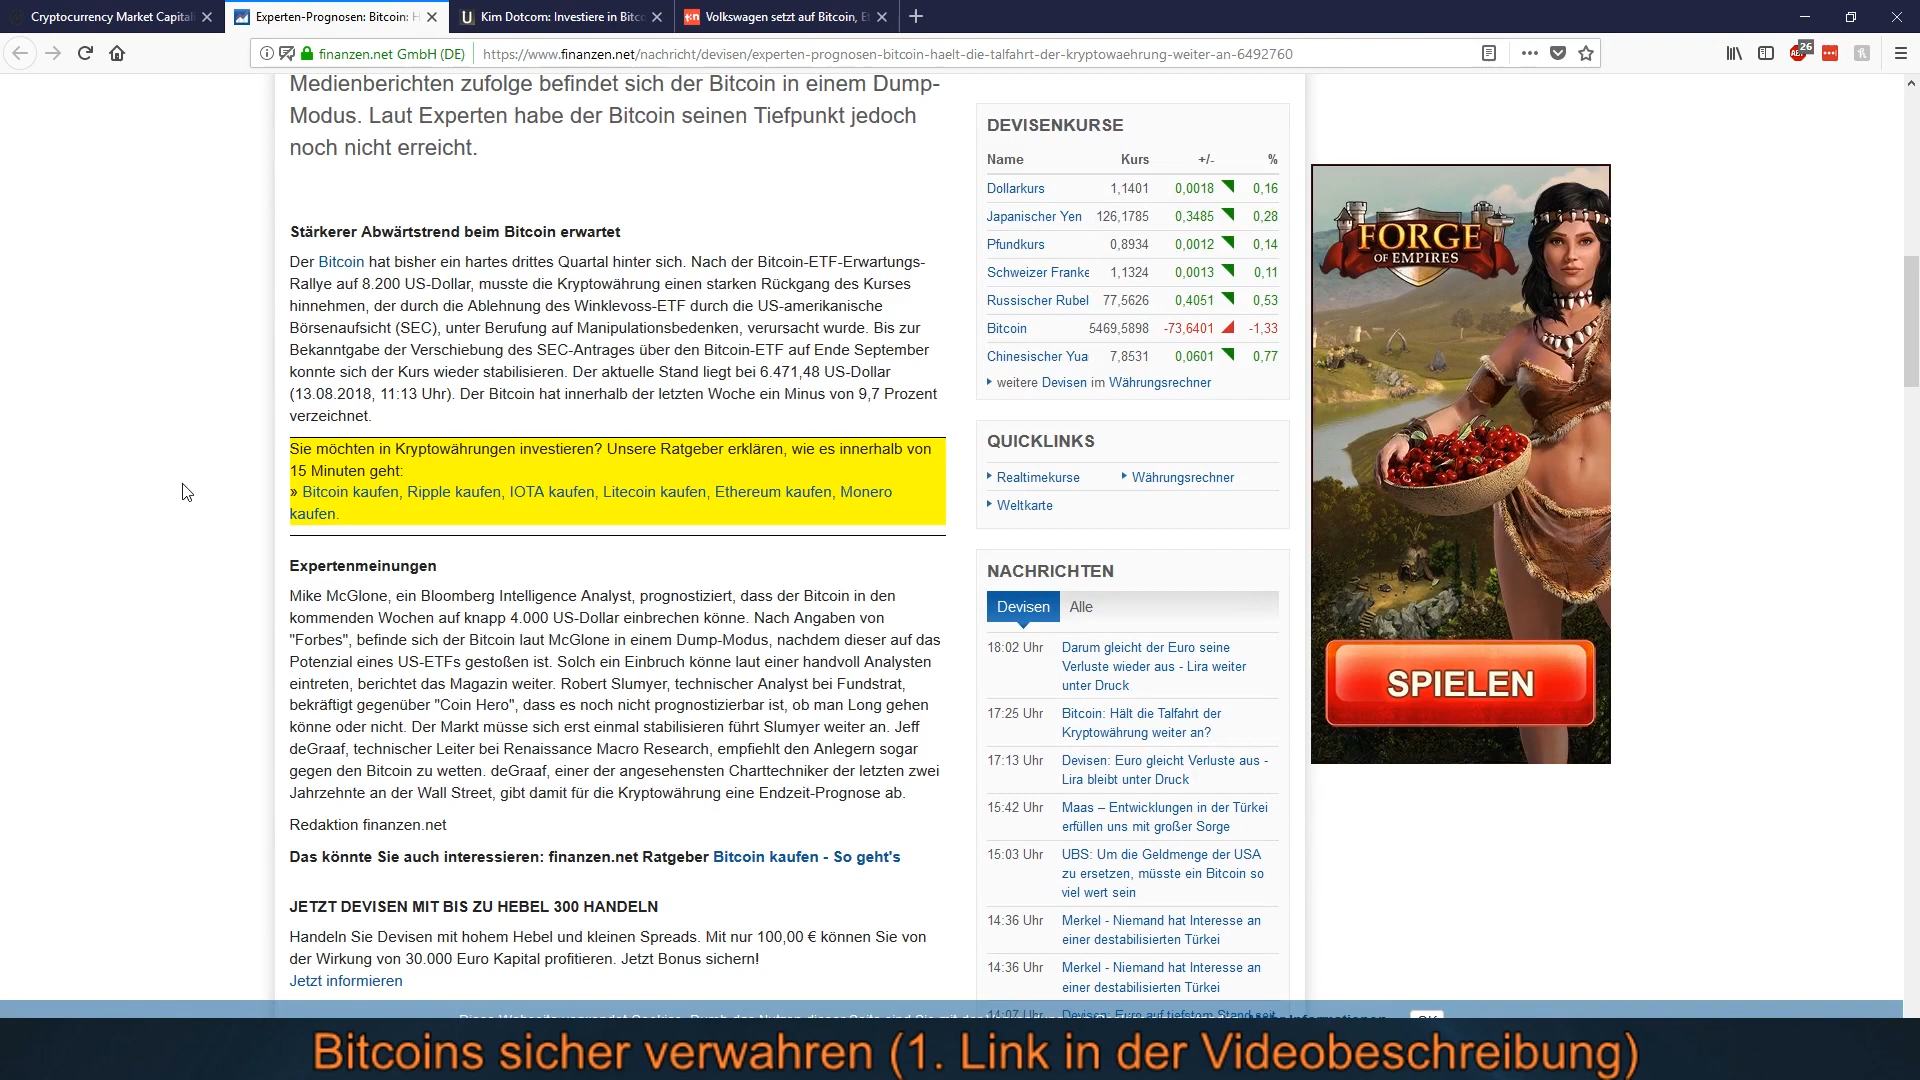 Cryptocurrency Market Capital
Experten-Prognosen: Bitcoin: H
Kim Dotcom: Investiere in Bitco
Volkswagen setzt auf Bitcoin, Et
finanzen.net GmbH (DE)
https://www.finanzen.net/nachricht/devisen/experten-prognosen-bitcoin-haelt-die-talfahrt-der-kryptowaehrung-weiter-an-6492760
26
Medienberichten zufolge befindet sich der Bitcoin in einem Dump-
Modus. Laut Experten habe der Bitcoin seinen Tiefpunkt jedoch
noch nicht erreicht.
Stärkerer Abwärtstrend beim Bitcoin erwartet
Der Bitcoin hat bisher ein hartes drittes Quartal hinter sich. Nach der Bitcoin-ETF-Erwartungs-
Rallye auf 8.200 US-Dollar, musste die Kryptowährung einen starken Rückgang des Kurses
hinnehmen, der durch die Ablehnung des Winklevoss-ETF durch die US-amerikanische
Börsenaufsicht (SEC), unter Berufung auf Manipulationsbedenken, verursacht wurde. Bis zur
Bekanntgabe der Verschiebung des SEC-Antrages über den Bitcoin-ETF auf Ende September
konnte sich der Kurs wieder stabilisieren. Der aktuelle Stand liegt bei 6.471,48 US-Dollar
(13.08.2018, 11:13 Uhr). Der Bitcoin hat innerhalb der letzten Woche ein Minus von 9,7 Prozent
verzeichnet.
Sie möchten in Kryptowährungen investieren? Unsere Ratgeber erklären, wie es innerhalb von
15 Minuten geht:
» Bitcoin kaufen, Ripple kaufen, IOTA kaufen, Litecoin kaufen, Ethereum kaufen, Monero
kaufen.
Expertenmeinungen
Mike McGlone, ein Bloomberg Intelligence Analyst, prognostiziert, dass der Bitcoin in den
kommenden Wochen auf knapp 4.000 US-Dollar einbrechen könne. Nach Angaben von
"Forbes", befinde sich der Bitcoin laut McGlone in einem Dump-Modus, nachdem dieser auf das
Potenzial eines US-ETFs gestoßen ist. Solch ein Einbruch könne laut einer handvoll Analysten
eintreten, berichtet das Magazin weiter. Robert Slumyer, technischer Analyst bei Fundstrat,
bekräftigt gegenüber "Coin Hero", dass es noch nicht prognostizierbar ist, ob man Long gehen
könne oder nicht. Der Markt müsse sich erst einmal stabilisieren führt Slumyer weiter an. Jeff
deGraaf, technischer Leiter bei Renaissance Macro Research, empfiehlt den Anlegern sogar
gegen den Bitcoin zu wetten. deGraaf, einer der angesehensten Charttechniker der letzten zwei
Jahrzehnte an der Wall Street, gibt damit für die Kryptowährung eine Endzeit-Prognose ab.
Redaktion finanzen.net
Das könnte Sie auch interessieren: finanzen.net Ratgeber Bitcoin kaufen - So geht's
JETZT DEVISEN MIT BIS ZU HEBEL 300 HANDELN
Handeln Sie Devisen mit hohem Hebel und kleinen Spreads. Mit nur 100,00 € können Sie von
der Wirkung von 30.000 Euro Kapital profitieren. Jetzt Bonus sichern!
Jetzt informieren
DEVISENKURSE
Name Kurs +/- %
Dollarkurs 1,1401 0,0018 0,16
Japanischer Yen 126,1785 0,3485 0,28
Pfundkurs 0,8934 0,0012 0,14
Schweizer Franke 1,1324 0,0013 0,11
Russischer Rubel 77,5626 0,4051 0,53
Bitcoin 5469,5898 -73,6401 -1,33
Chinesischer Yua 7,8531 0,0601 0,77
weitere Devisen im Währungsrechner
QUICKLINKS
Realtimekurse Währungsrechner
Weltkarte
NACHRICHTEN
Devisen Alle
18:02 Uhr Darum gleicht der Euro seine
Verluste wieder aus - Lira weiter
unter Druck
17:25 Uhr Bitcoin: Hält die Talfahrt der
Kryptowährung weiter an?
17:13 Uhr Devisen: Euro gleicht Verluste aus -
Lira bleibt unter Druck
15:42 Uhr Maas – Entwicklungen in der Türkei
erfüllen uns mit großer Sorge
15:03 Uhr UBS: Um die Geldmenge der USA
zu ersetzen, müsste ein Bitcoin so
viel wert sein
14:36 Uhr Merkel - Niemand hat Interesse an
einer destabilisierten Türkei
14:36 Uhr Merkel - Niemand hat Interesse an
einer destabilisierten Türkei
14:07 Uhr Devisen: Euro auf tiefstem Stand seit
FORGE
OF EMPIRES
SPIELEN
Bitcoins sicher verwahren (1. Link in der Videobeschreibung)